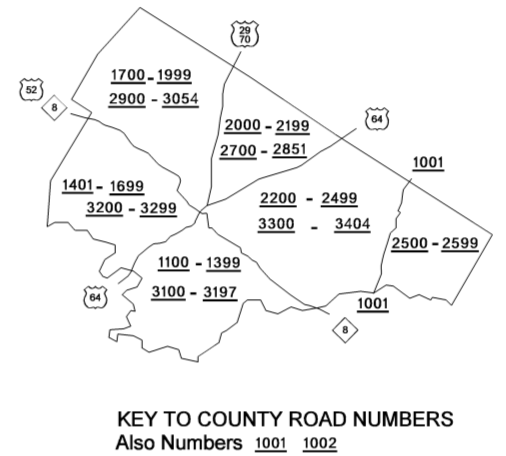 29
70
1700 - 1999
2900 - 3054
52
8
2000 - 2199
2700 - 2851
64
1001
1401 - 1699
3200 - 3299
2200 - 2499
3300 - 3404
2500 - 2599
1100 - 1399
3100 - 3197
64
1001
8
KEY TO COUNTY ROAD NUMBERS
Also Numbers 1001 1002